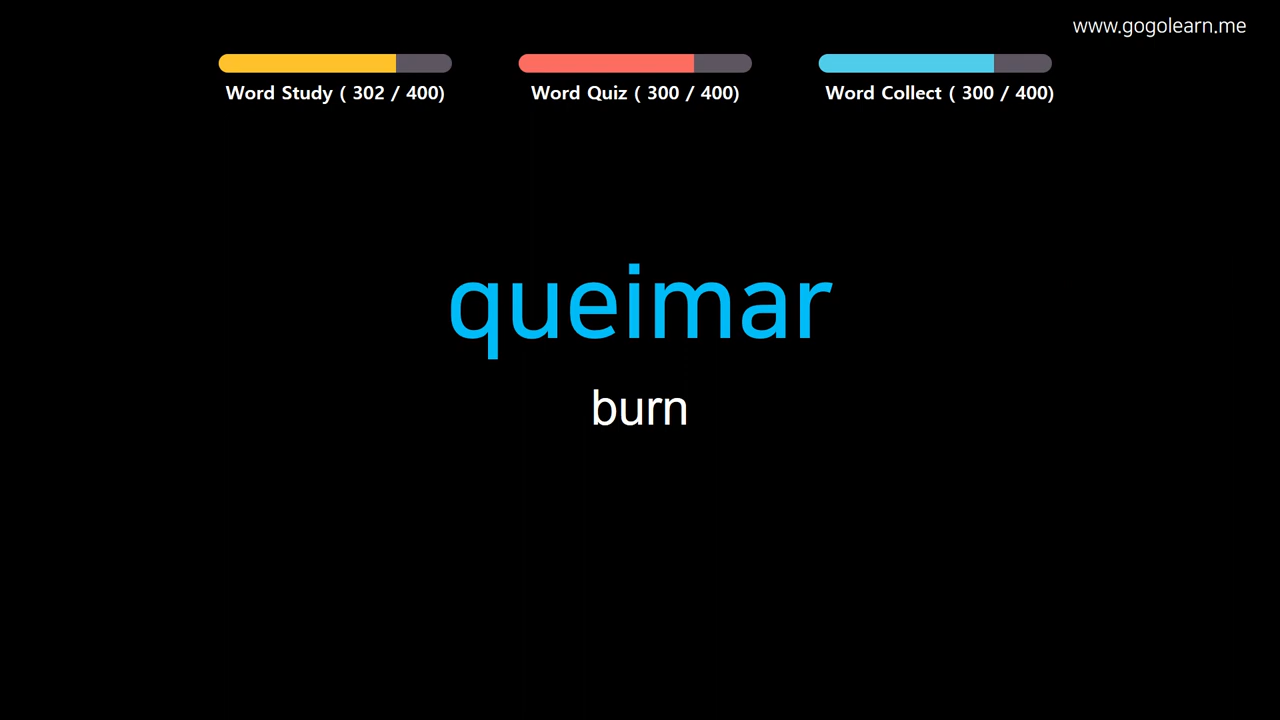 www.gogolearn.me
Word Study ( 302 / 400)
Word Quiz ( 300 / 400)
Word Collect ( 300 / 400)
queimar
burn